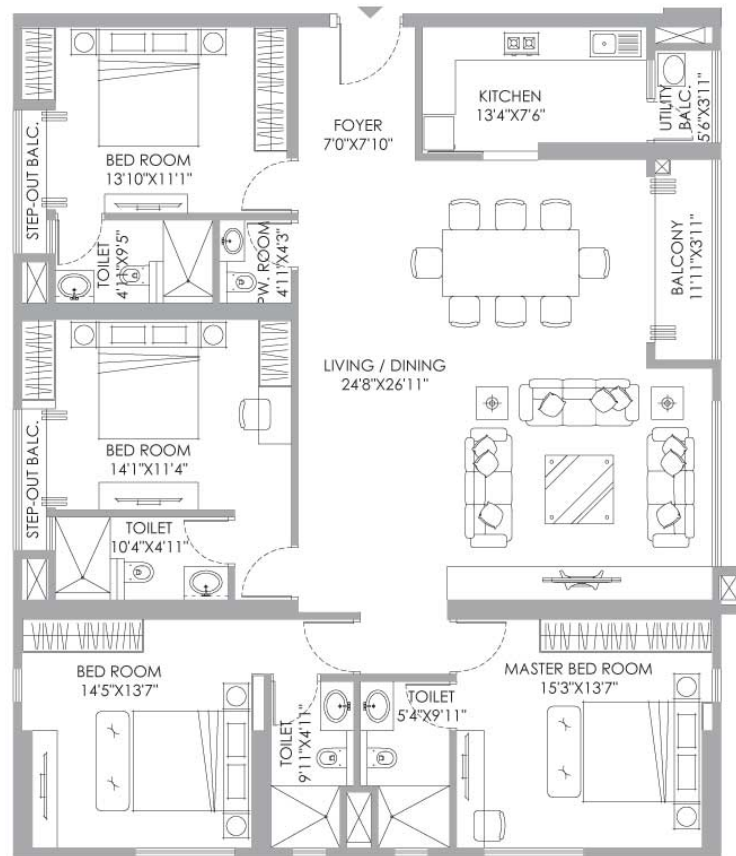 KITCHEN
13'4"X7'6"
UTILITY
BALC.
5'6"X3'11"
FOYER
7'0"X7'10"
STEP-OUT BALC.
BED ROOM
13'10"X11'1"
TOILET
4'11"X9'5"
PW. ROOM
4'11"X4'3"
BALCONY
11'11"X3'11"
LIVING / DINING
24'8"X26'11"
STEP-OUT BALC.
BED ROOM
14'1"X11'4"
TOILET
10'4"X4'11"
BED ROOM
14'5"X13'7"
MASTER BED ROOM
15'3"X13'7"
TOILET
5'4"X9'11"
TOILET
9'11"X4'11"